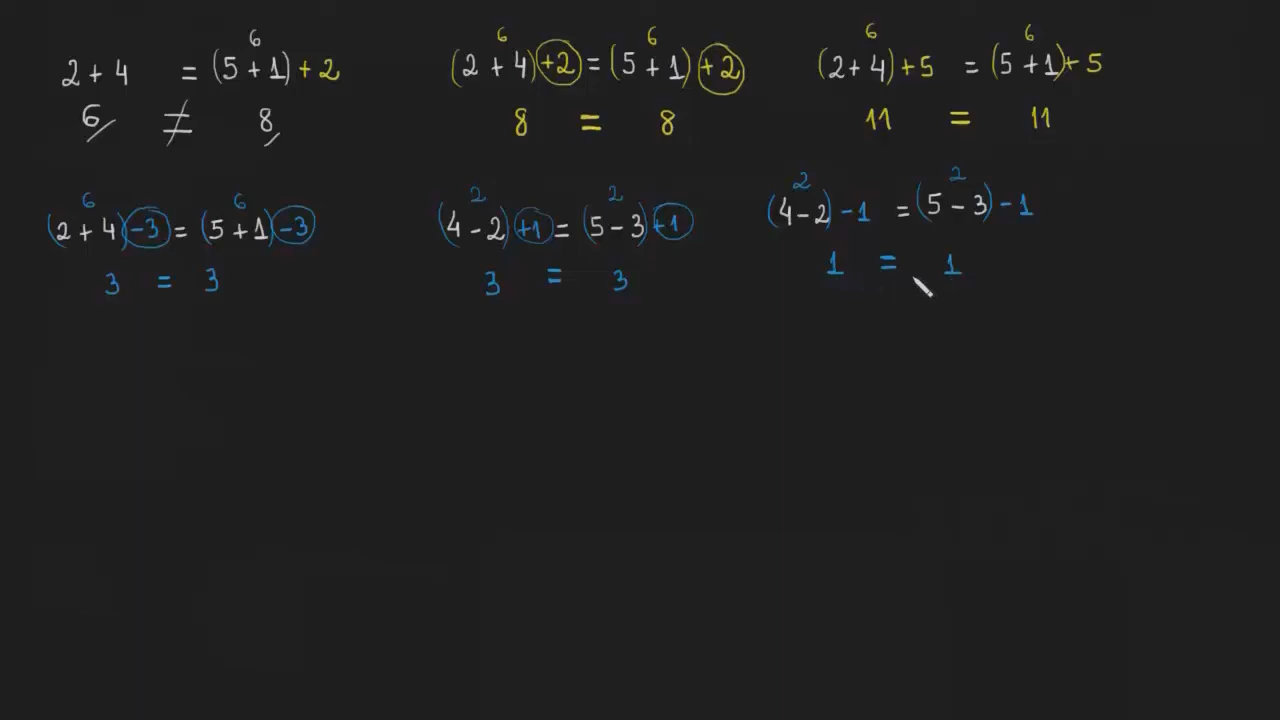 6 6 6 6 6
2 + 4 = (5 + 1) + 2 (2 + 4) +2 = (5 + 1) +2 (2+4) +5 = (5 + 1)+ 5
6 ≠ 8 8 = 8 11 = 11
6 6 2 2 2 2
(2 + 4) -3 = (5 + 1) -3 (4 - 2) +1 = (5 - 3) +1 (4 - 2) -1 = (5 - 3) - 1
3 = 3 3 = 3 1 = 1